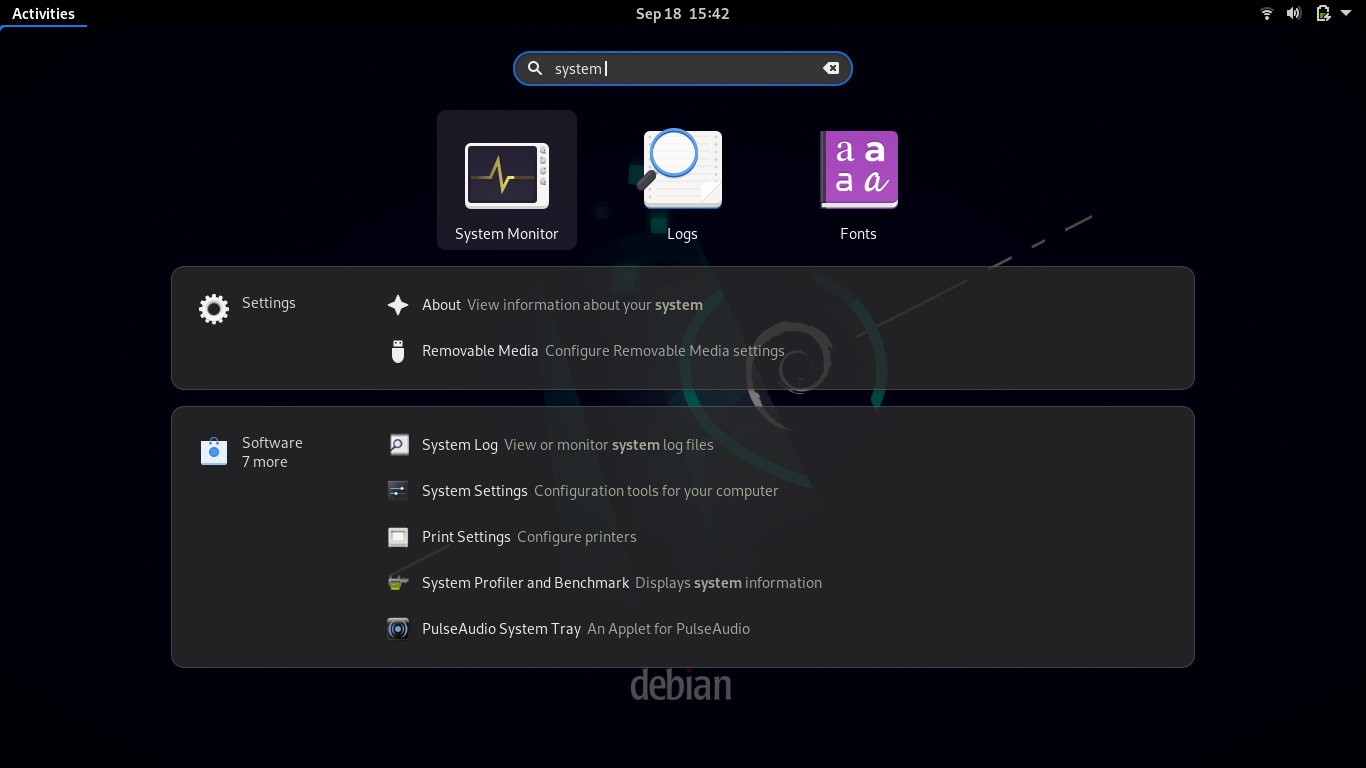 Activities
Sep 18 15:42
system
System Monitor
Logs
a a
a a
Fonts
Settings
About View information about your system
Removable Media Configure Removable Media settings
Software
7 more
System Log View or monitor system log files
System Settings Configuration tools for your computer
Print Settings Configure printers
System Profiler and Benchmark Displays system information
PulseAudio System Tray An Applet for PulseAudio
debian